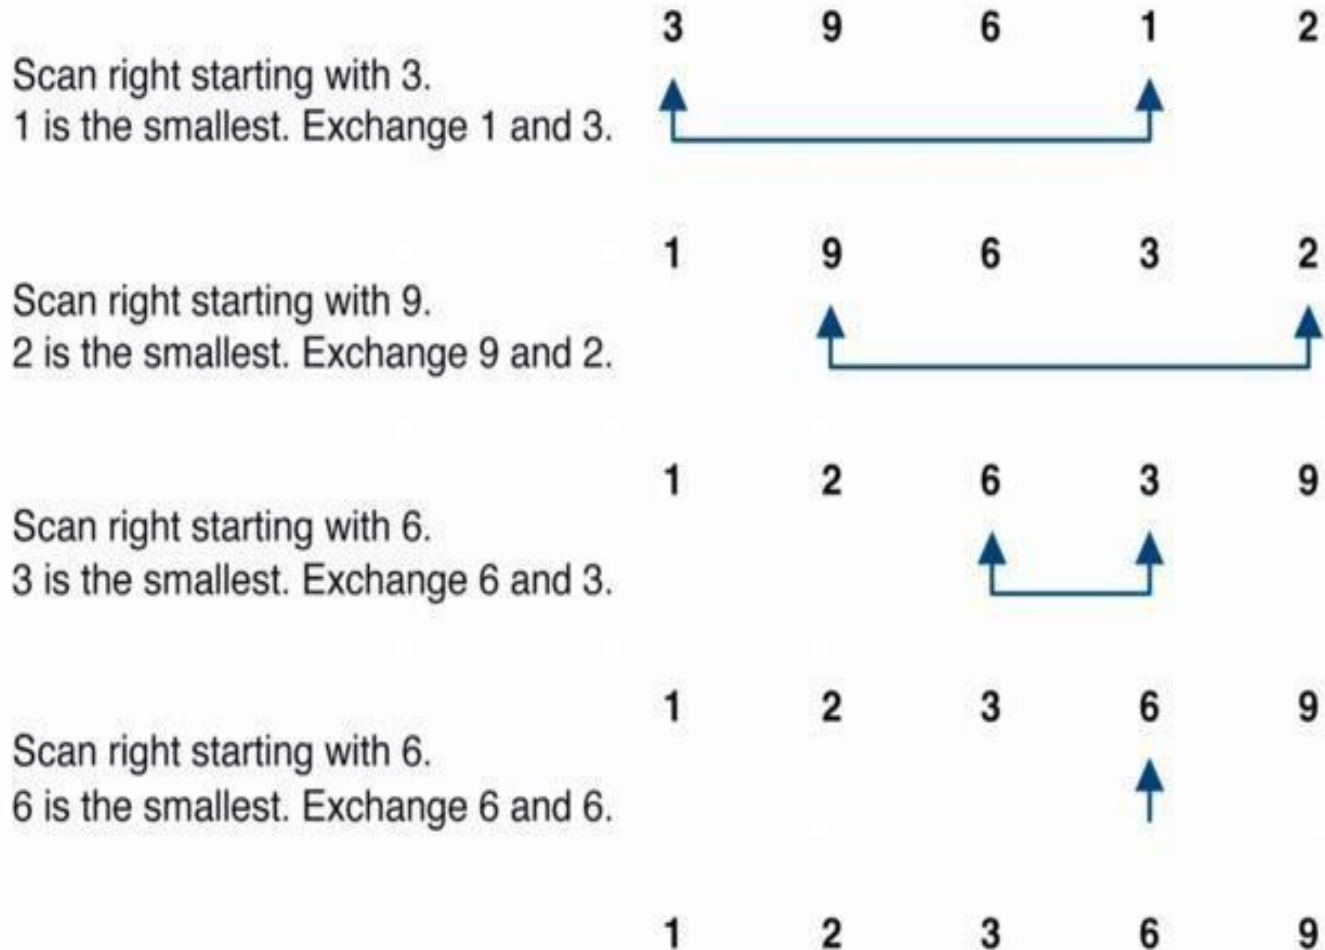 3 9 6 1 2
Scan right starting with 3.
1 is the smallest. Exchange 1 and 3.
1 9 6 3 2
Scan right starting with 9.
2 is the smallest. Exchange 9 and 2.
1 2 6 3 9
Scan right starting with 6.
3 is the smallest. Exchange 6 and 3.
1 2 3 6 9
Scan right starting with 6.
6 is the smallest. Exchange 6 and 6.
1 2 3 6 9